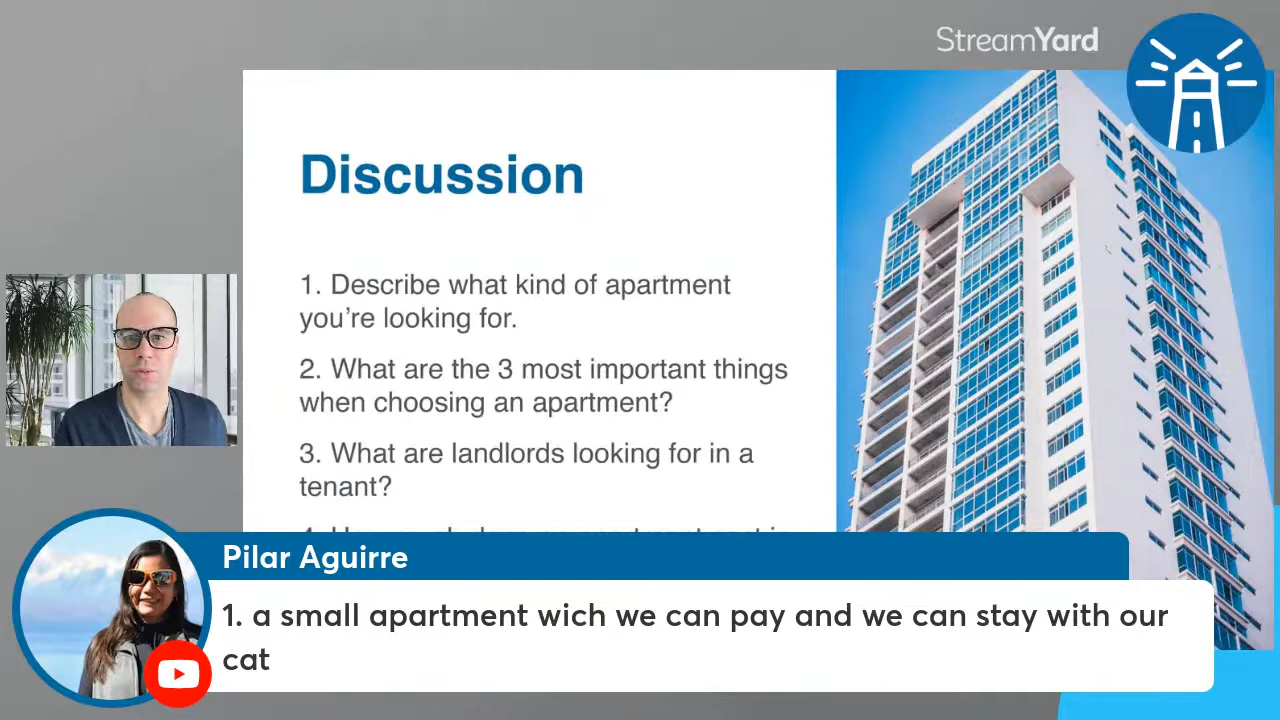 StreamYard
Discussion
1. Describe what kind of apartment
you're looking for.
2. What are the 3 most important things
when choosing an apartment?
3. What are landlords looking for in a
tenant?
Pilar Aguirre
1. a small apartment wich we can pay and we can stay with our
cat